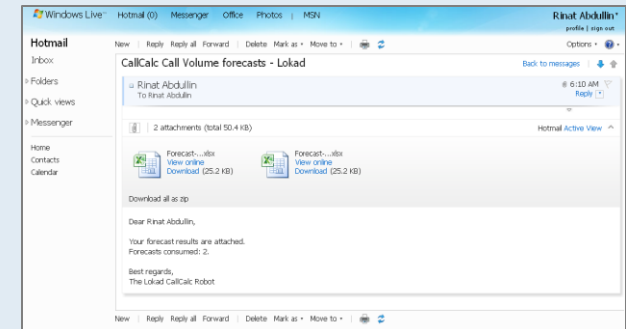 Windows Live™ Hotmail (0) Messenger Office Photos | MSN Rinat Abdullin
profile | sign out
Hotmail New | Reply Reply all Forward | Delete Mark as Move to Options
Inbox
CallCalc Call Volume forecasts - Lokad Back to messages
Folders
Rinat Abdullin 6:10 AM
To Rinat Abdullin Reply
Quick views
Messenger
2 attachments (total 50.4 KB) Hotmail Active View
Home
Contacts
Calendar
Forecast-...xlsx Forecast-...xlsx
View online View online
Download (25.2 KB) Download (25.2 KB)
Download all as zip
Dear Rinat Abdullin,
Your forecast results are attached.
Forecasts consumed: 2.
Best regards,
The Lokad CallCalc Robot
New | Reply Reply all Forward | Delete Mark as Move to